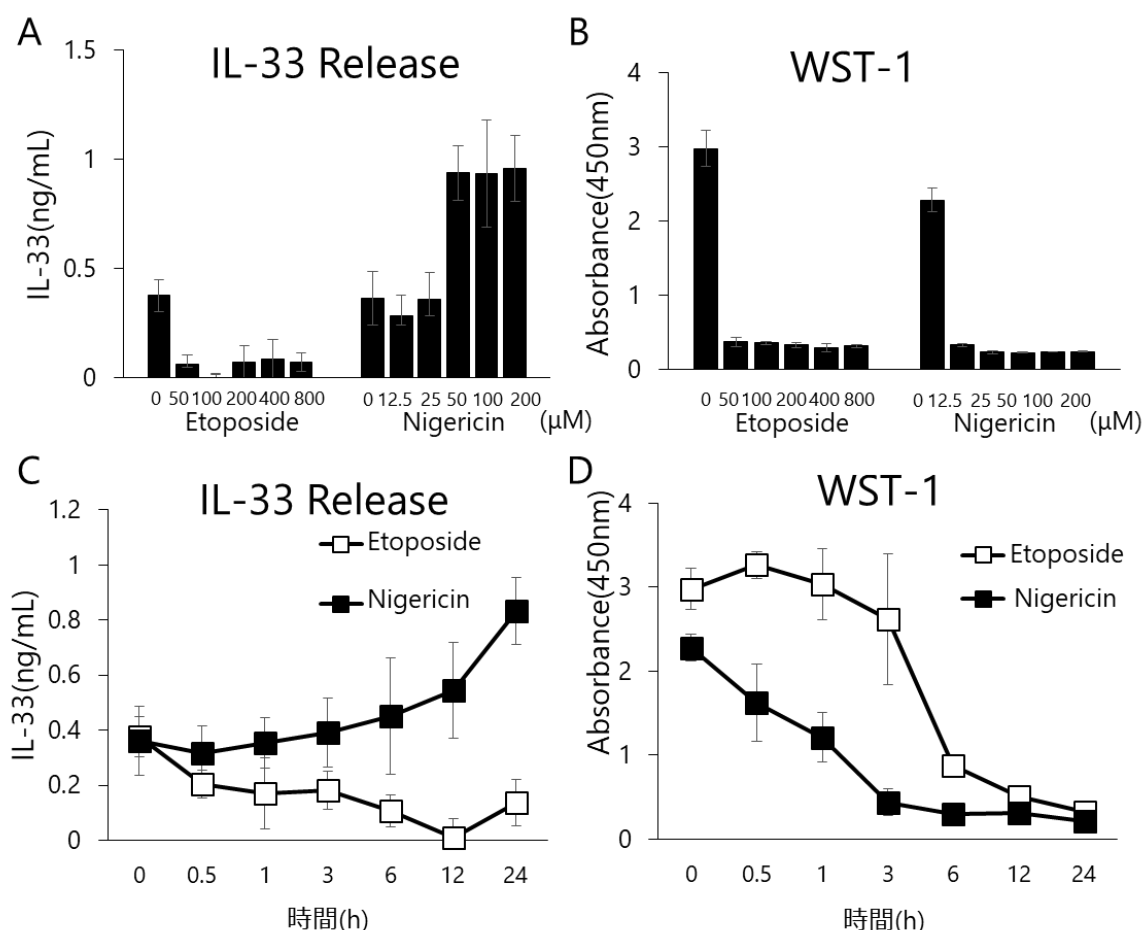 A
IL-33 Release
IL-33(ng/mL)
1.5
1
0.5
0
0 50 100 200 400 800
0 12.5 25 50 100 200
Etoposide
Nigericin
(μM)
B
WST-1
Absorbance(450nm)
4
3
2
1
0
0 50 100 200 400 800
0 12.5 25 50 100 200
Etoposide
Nigericin
(μM)
C
IL-33 Release
IL-33(ng/mL)
1.2
1
0.8
0.6
0.4
0.2
0
Etoposide
Nigericin
0 0.5 1 3 6 12 24
時間(h)
D
WST-1
Absorbance(450nm)
4
3
2
1
0
Etoposide
Nigericin
0 0.5 1 3 6 12 24
時間(h)